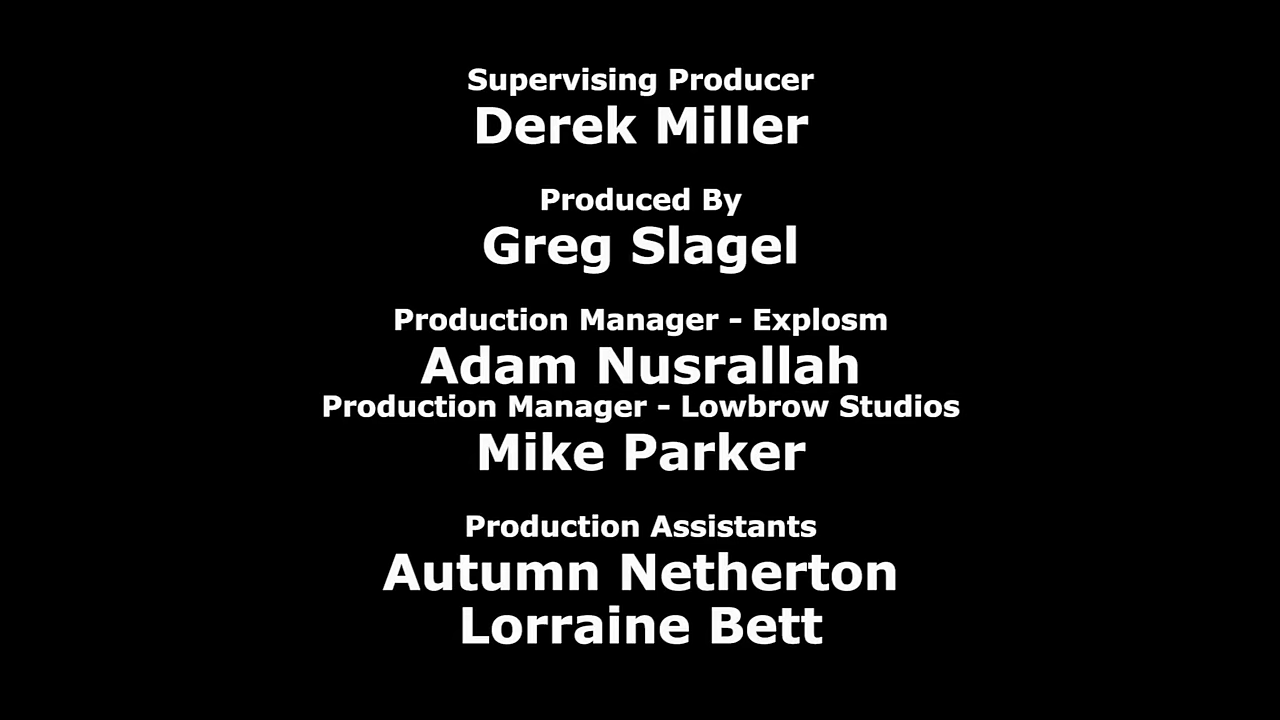 Supervising Producer
Derek Miller
Produced By
Greg Slagel
Production Manager - Explosm
Adam Nusrallah
Production Manager - Lowbrow Studios
Mike Parker
Production Assistants
Autumn Netherton
Lorraine Bett